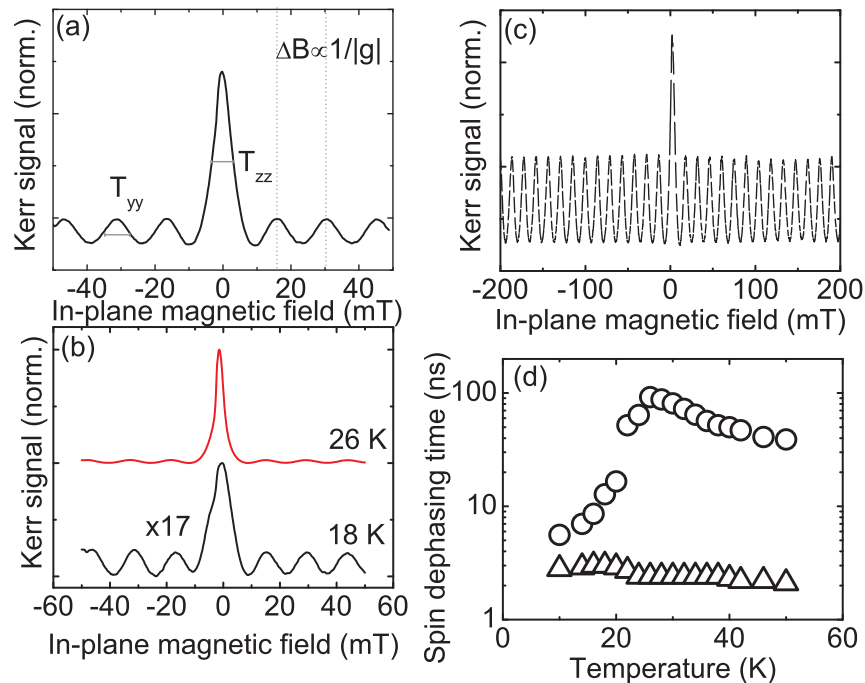 (a)
ΔB∝1/|g|
T_zz
T_yy
Kerr signal (norm.)
-40 -20 0 20 40
In-plane magnetic field (mT)
(b)
26 K
x17
18 K
Kerr signal (norm.)
-60 -40 -20 0 20 40 60
In-plane magnetic field (mT)
(c)
Kerr signal (norm.)
-200 -100 0 100 200
In-plane magnetic field (mT)
(d)
Spin dephasing time (ns)
100
10
1
0 20 40 60
Temperature (K)